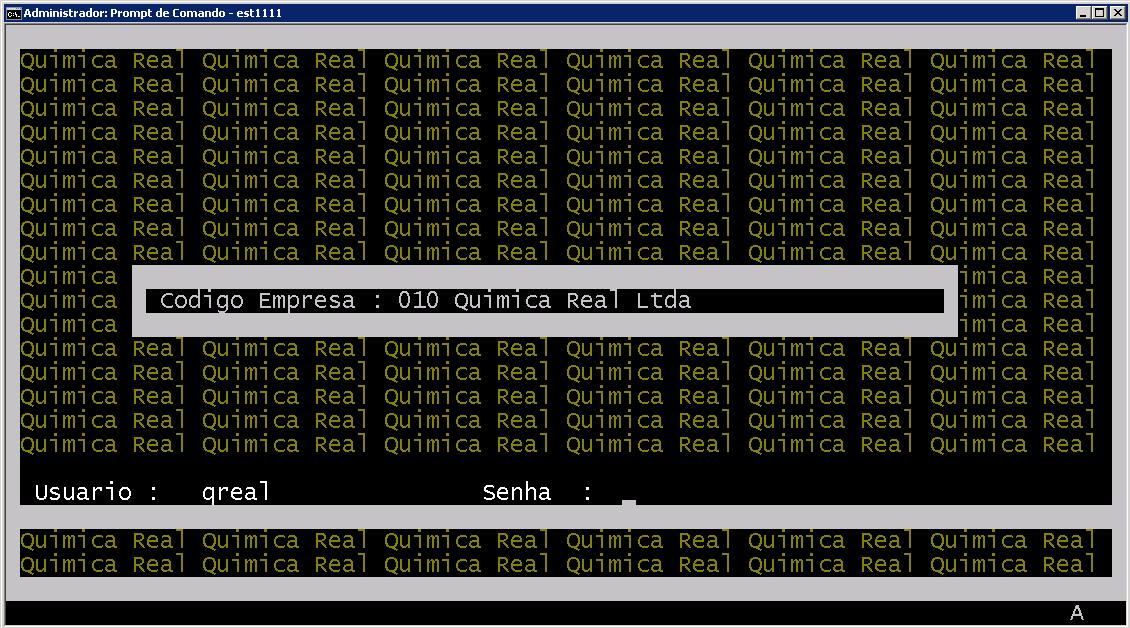 Administrador: Prompt de Comando - est1111
Quimica Real Quimica Real Quimica Real Quimica Real Quimica Real Quimica Real
Quimica Real Quimica Real Quimica Real Quimica Real Quimica Real Quimica Real
Quimica Real Quimica Real Quimica Real Quimica Real Quimica Real Quimica Real
Quimica Real Quimica Real Quimica Real Quimica Real Quimica Real Quimica Real
Quimica Real Quimica Real Quimica Real Quimica Real Quimica Real Quimica Real
Quimica Real Quimica Real Quimica Real Quimica Real Quimica Real Quimica Real
Quimica Real Quimica Real Quimica Real Quimica Real Quimica Real Quimica Real
Quimica Real Quimica Real Quimica Real Quimica Real Quimica Real Quimica Real
Quimica Real Quimica Real Quimica Real Quimica Real Quimica Real Quimica Real
Quimica imica Real
Quimica Codigo Empresa : 010 Quimica Real Ltda imica Real
Quimica imica Real
Quimica Real Quimica Real Quimica Real Quimica Real Quimica Real Quimica Real
Quimica Real Quimica Real Quimica Real Quimica Real Quimica Real Quimica Real
Quimica Real Quimica Real Quimica Real Quimica Real Quimica Real Quimica Real
Quimica Real Quimica Real Quimica Real Quimica Real Quimica Real Quimica Real
Quimica Real Quimica Real Quimica Real Quimica Real Quimica Real Quimica Real
Usuario : qreal Senha : _
Quimica Real Quimica Real Quimica Real Quimica Real Quimica Real Quimica Real
Quimica Real Quimica Real Quimica Real Quimica Real Quimica Real Quimica Real
A